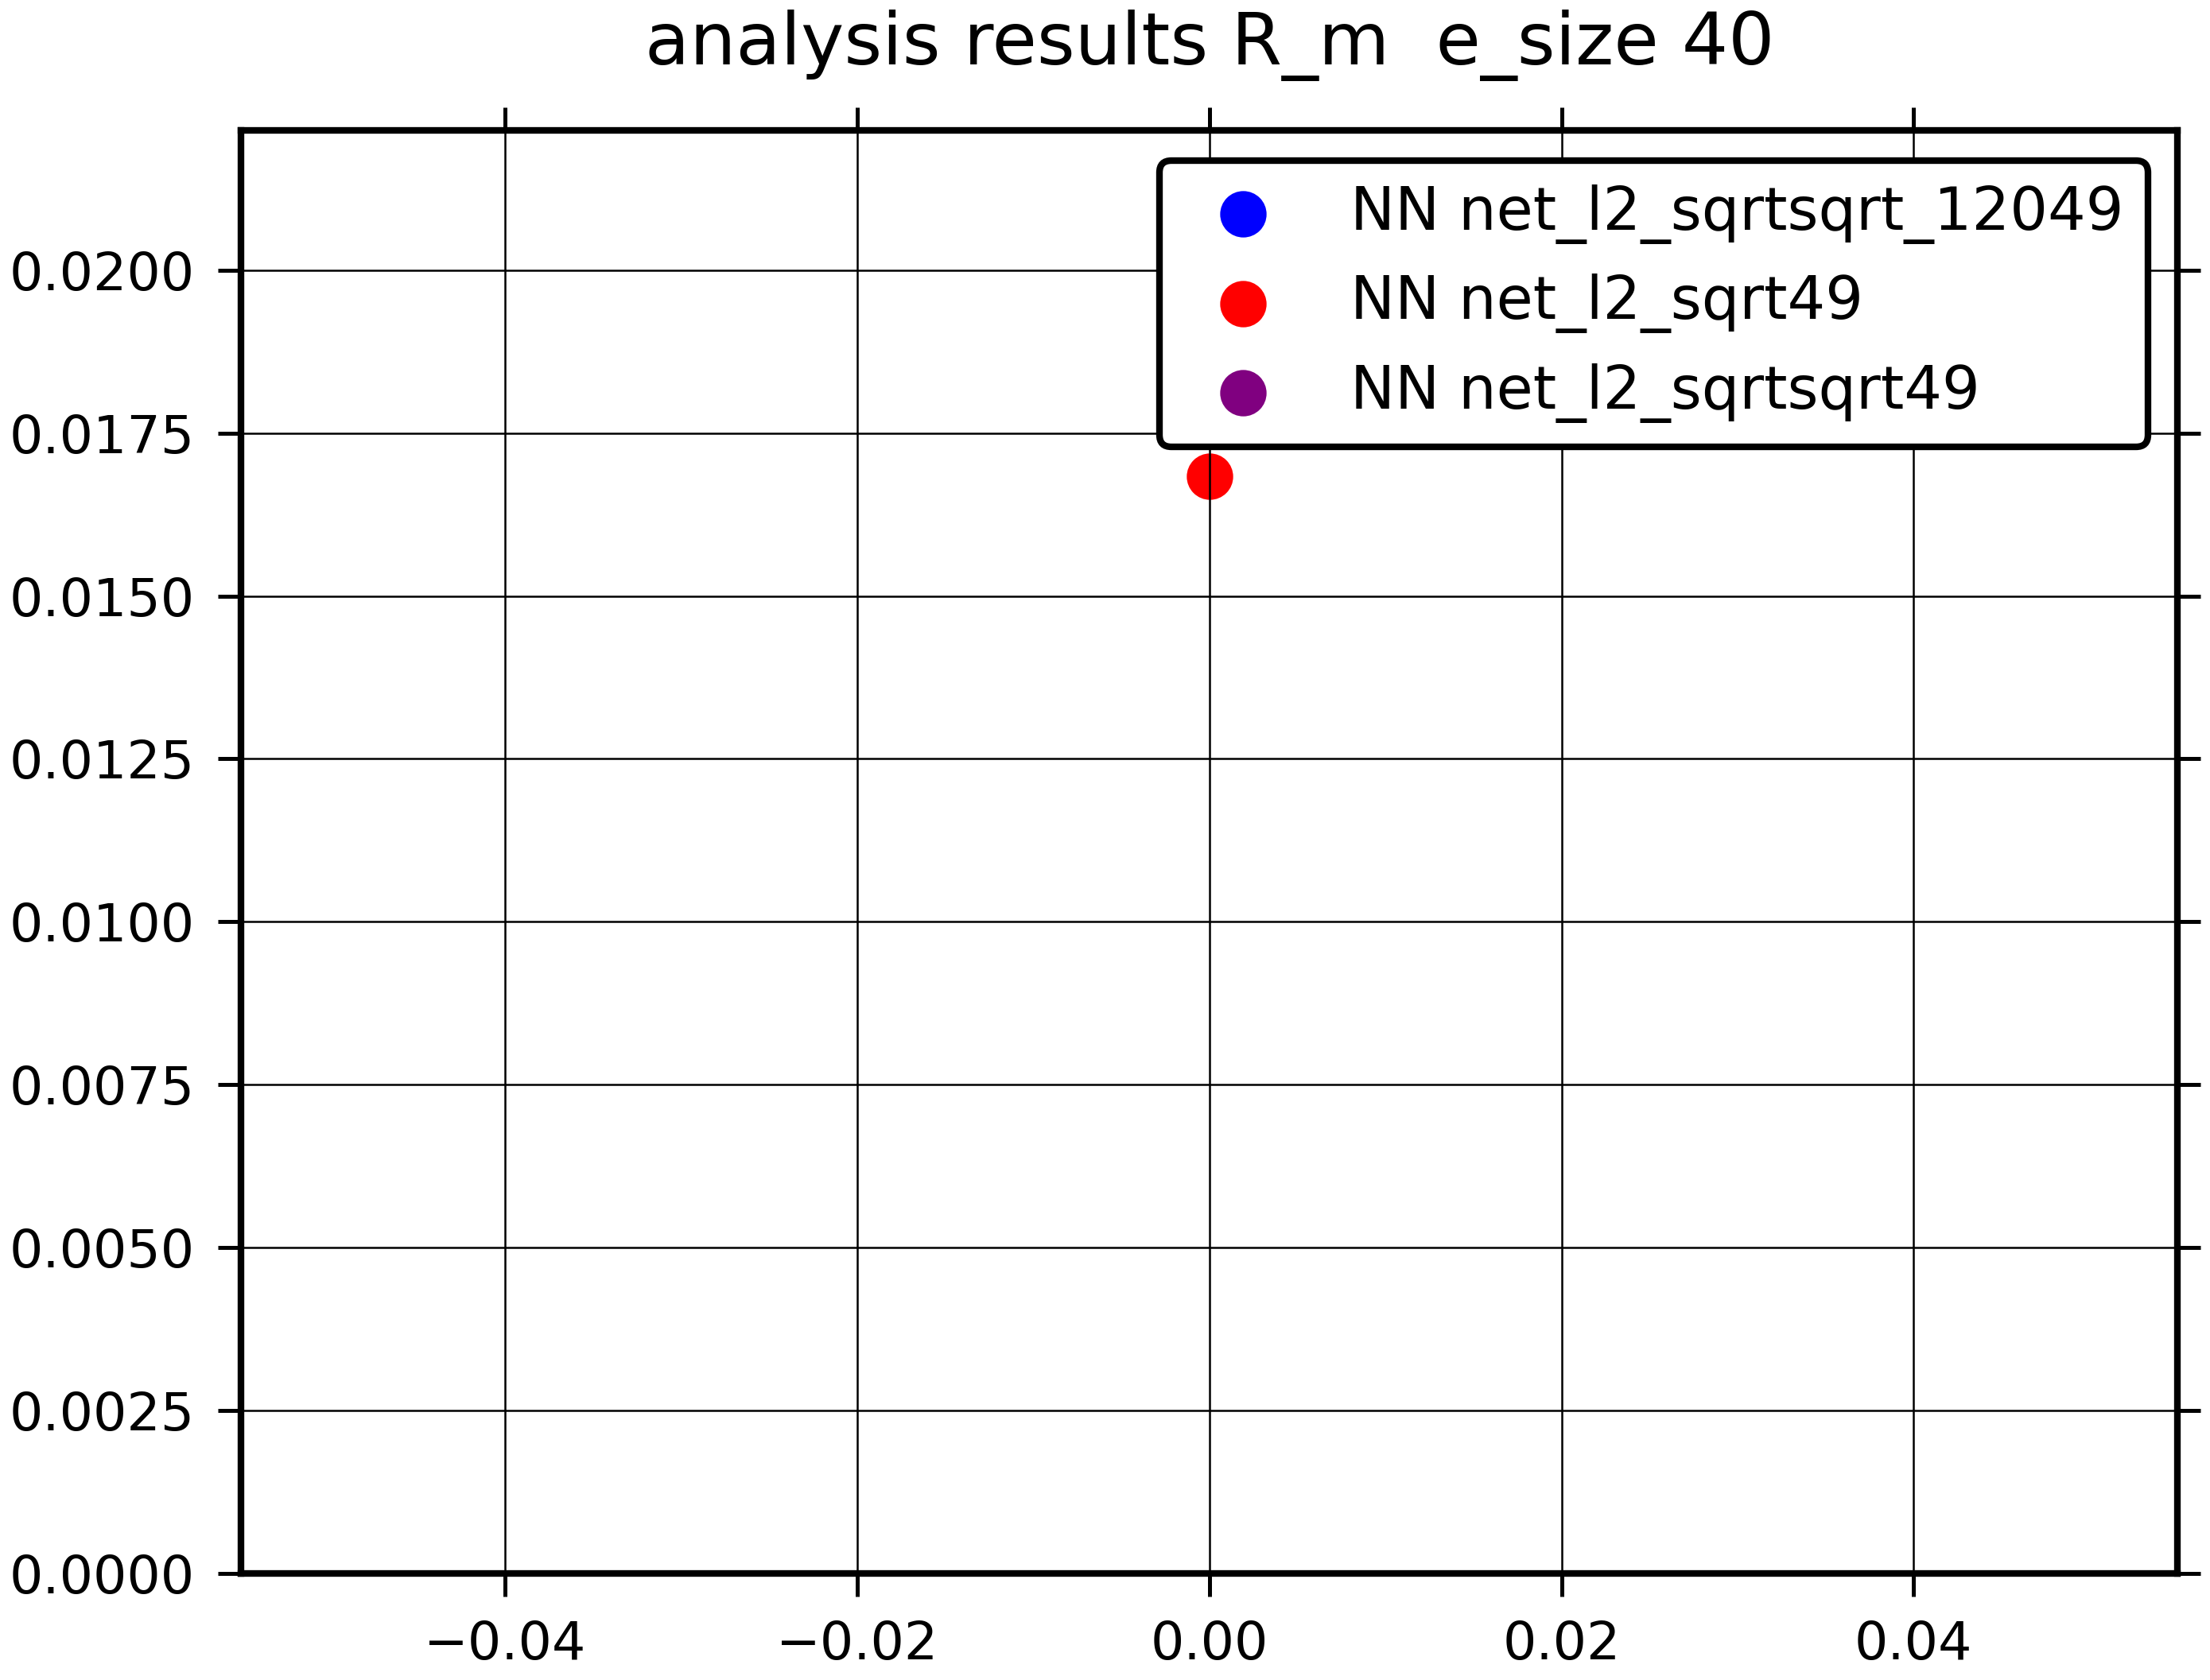 analysis results R_m  e_size 40
NN net_l2_sqrtsqrt_12049
NN net_l2_sqrt49
NN net_l2_sqrtsqrt49
0.0200
0.0175
0.0150
0.0125
0.0100
0.0075
0.0050
0.0025
0.0000
−0.04 −0.02 0.00 0.02 0.04